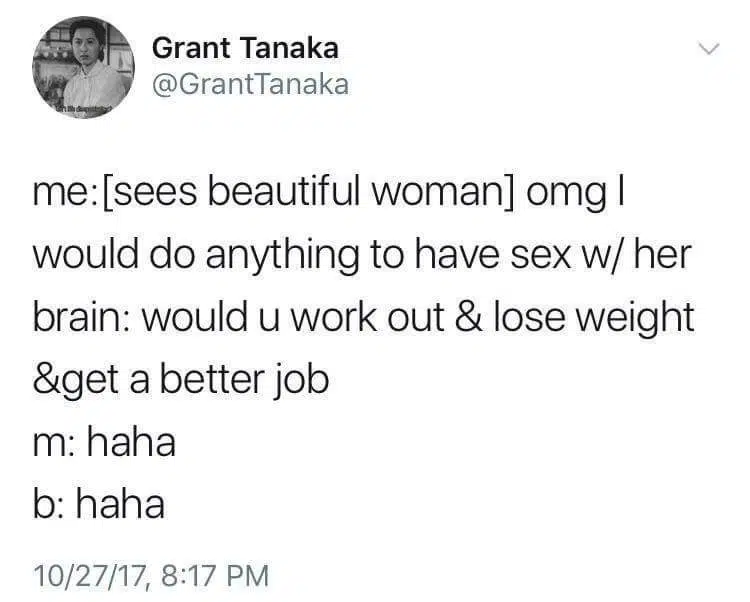 Grant Tanaka
@GrantTanaka
me:[sees beautiful woman] omg I
would do anything to have sex w/ her
brain: would u work out & lose weight
&get a better job
m: haha
b: haha
10/27/17, 8:17 PM